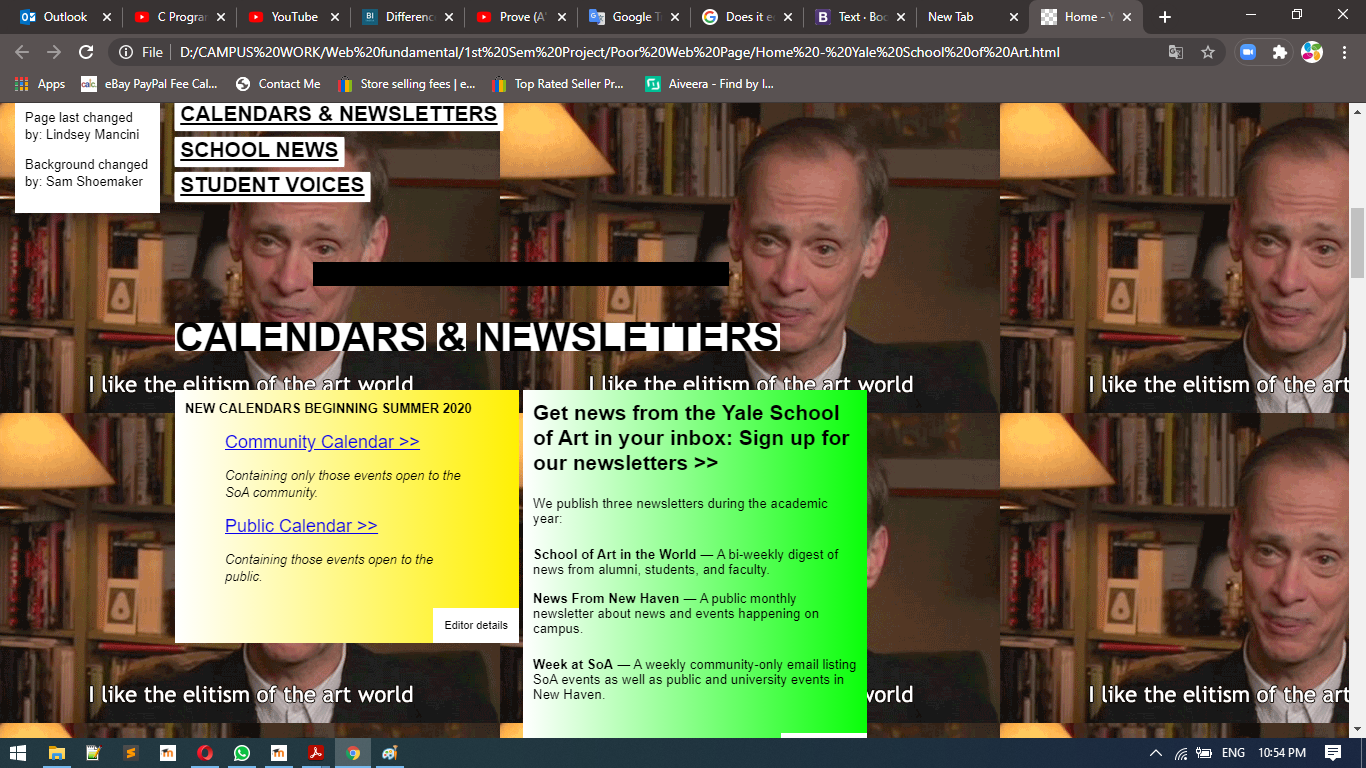 Outlook
C Program
YouTube
Differenc
Prove (A'
Google T
Does it e
Text · Boo
New Tab
Home - Y
File
D:/CAMPUS%20WORK/Web%20fundamental/1st%20Sem%20Project/Poor%20Web%20Page/Home%20-%20Yale%20School%20of%20Art.html
Apps
eBay PayPal Fee Cal...
Contact Me
Store selling fees | e...
Top Rated Seller Pr...
Aiveera - Find by I...
Page last changed
by: Lindsey Mancini
Background changed
by: Sam Shoemaker
CALENDARS & NEWSLETTERS
SCHOOL NEWS
STUDENT VOICES
CALENDARS & NEWSLETTERS
I like the elitism of the art world
I like the elitism of the art world
I like the elitism of the art
NEW CALENDARS BEGINNING SUMMER 2020
Community Calendar >>
Containing only those events open to the
SoA community.
Public Calendar >>
Containing those events open to the
public.
Editor details
Get news from the Yale School
of Art in your inbox: Sign up for
our newsletters >>
We publish three newsletters during the academic
year:
School of Art in the World — A bi-weekly digest of
news from alumni, students, and faculty.
News From New Haven — A public monthly
newsletter about news and events happening on
campus.
Week at SoA — A weekly community-only email listing
SoA events as well as public and university events in
New Haven.
I like the elitism of the art world
world
I like the elitism of the art
ENG
10:54 PM